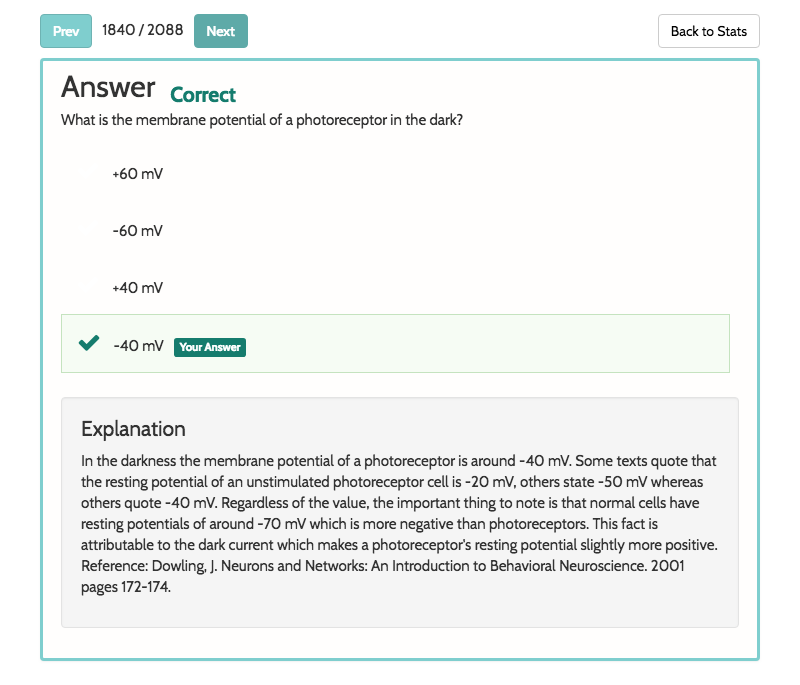 Prev 1840 / 2088 Next Back to Stats
Answer Correct
What is the membrane potential of a photoreceptor in the dark?
+60 mV
-60 mV
+40 mV
-40 mV Your Answer
Explanation
In the darkness the membrane potential of a photoreceptor is around -40 mV. Some texts quote that
the resting potential of an unstimulated photoreceptor cell is -20 mV, others state -50 mV whereas
others quote -40 mV. Regardless of the value, the important thing to note is that normal cells have
resting potentials of around -70 mV which is more negative than photoreceptors. This fact is
attributable to the dark current which makes a photoreceptor's resting potential slightly more positive.
Reference: Dowling, J. Neurons and Networks: An Introduction to Behavioral Neuroscience. 2001
pages 172-174.